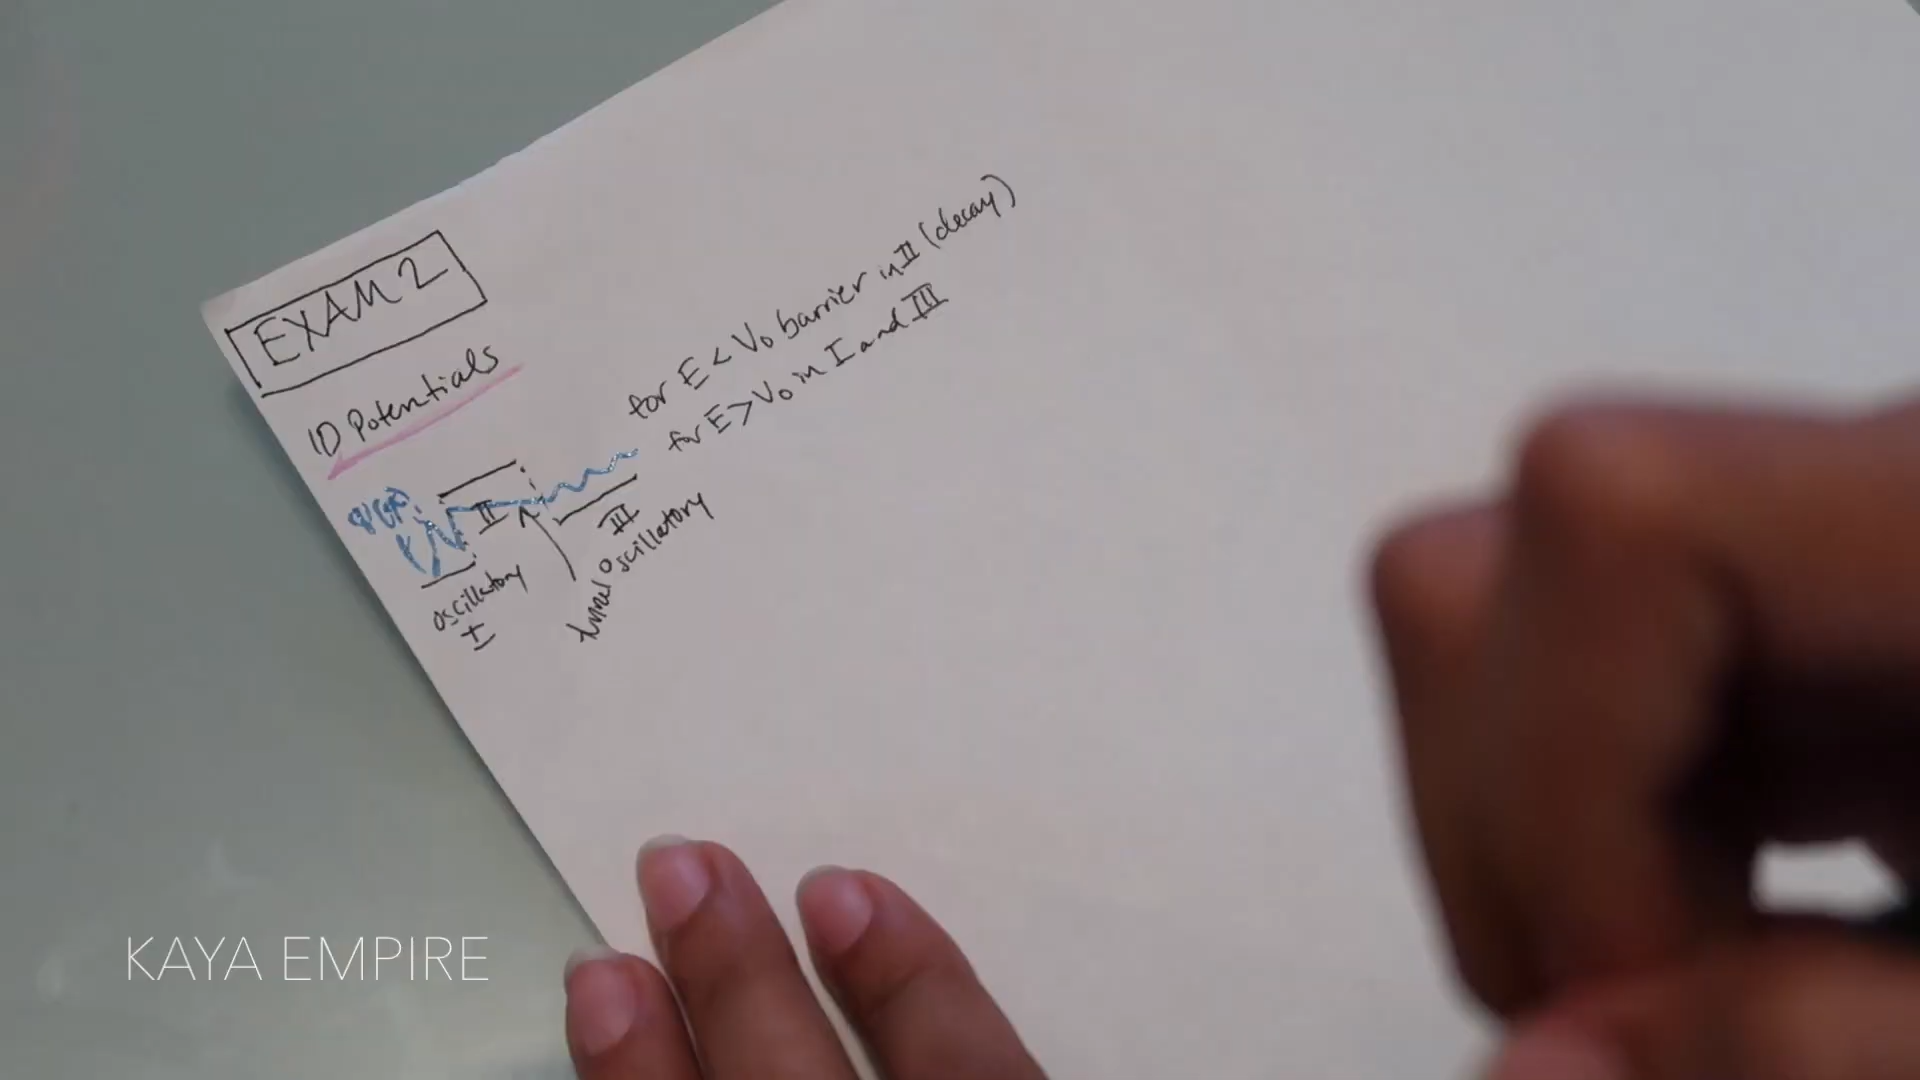 EXAM 2
1D Potentials
for E < V₀ barrier in II (decay)
for E > V₀ in I and III
II
III
oscillatory
I
tunnel
oscillatory
KAYA EMPIRE